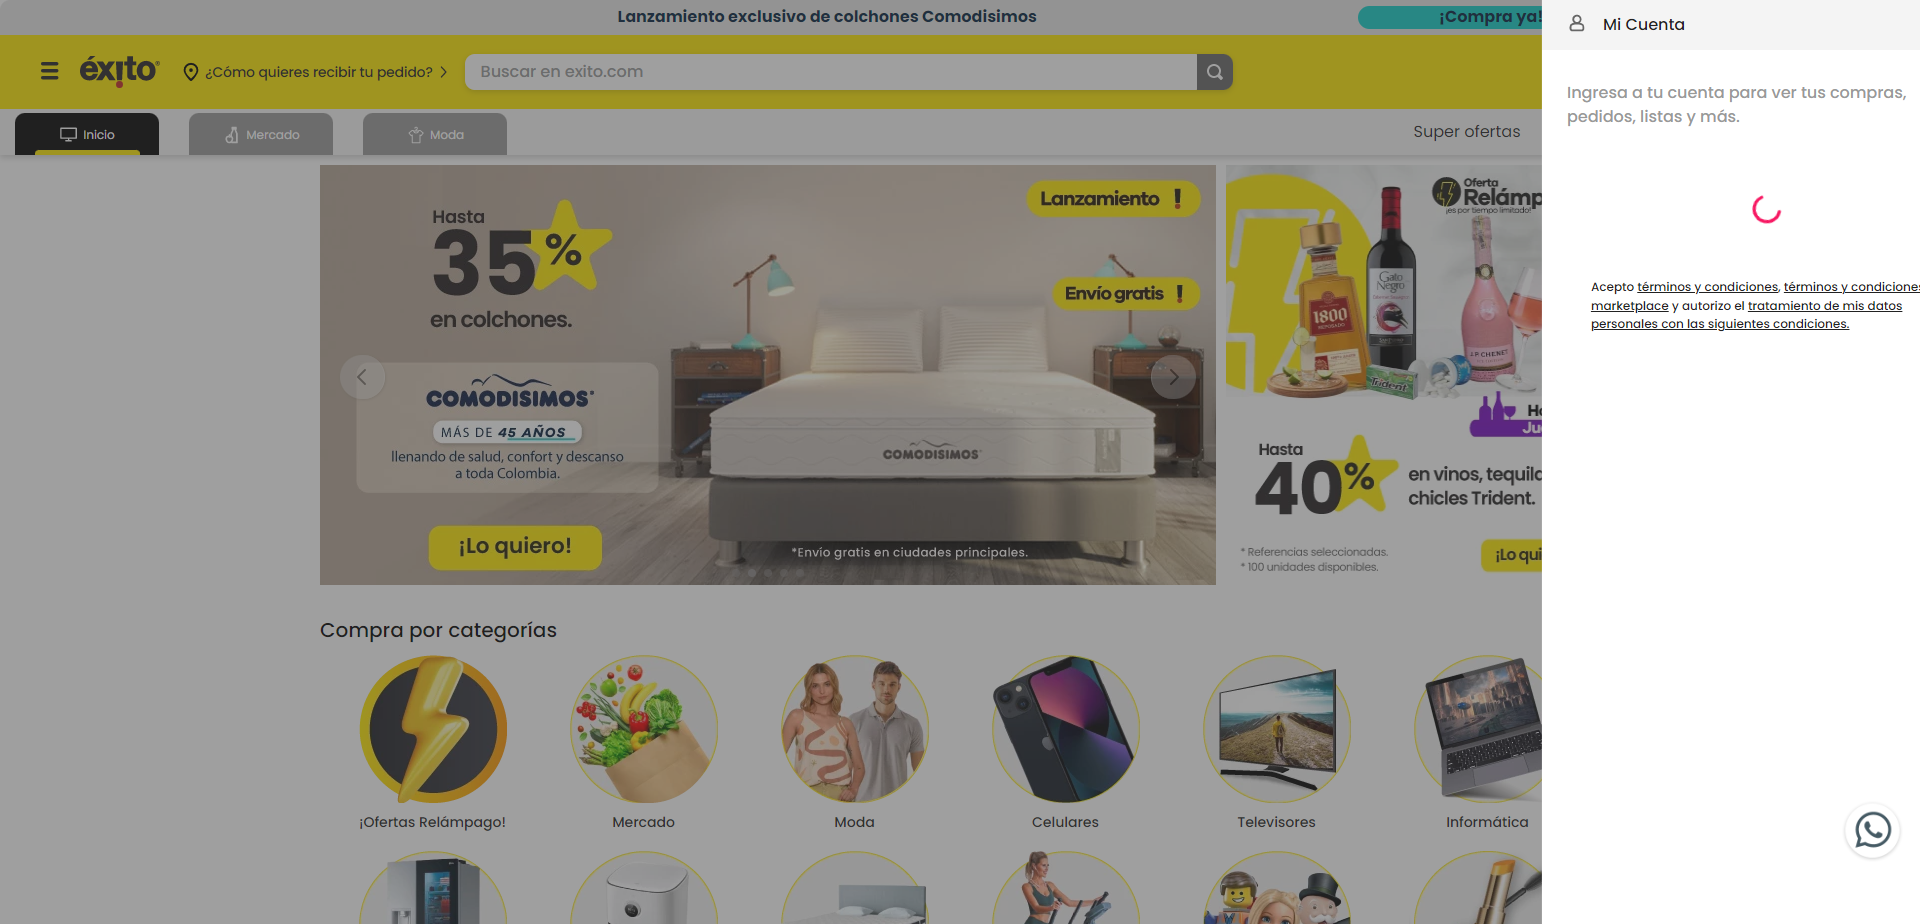 Lanzamiento exclusivo de colchones Comodisimos
¡Compra ya!
Mi Cuenta
éxito
¿Cómo quieres recibir tu pedido?
Buscar en exito.com
Inicio
Mercado
Moda
Super ofertas
Ingresa a tu cuenta para ver tus compras,
pedidos, listas y más.
Acepto términos y condiciones, términos y condiciones
marketplace y autorizo el tratamiento de mis datos
personales con las siguientes condiciones.
Hasta
35%
en colchones.
Lanzamiento !
Envío gratis !
COMODISIMOS
MÁS DE 45 AÑOS
llenando de salud, confort y descanso
a toda Colombia.
¡Lo quiero!
COMODISIMOS
*Envío gratis en ciudades principales.
Oferta
Relámp
¡es por tiempo limitado!
1800
Gato
Negro
J.P. CHENET
Trident
Hasta
40%
en vinos, tequila
chicles Trident.
* Referencias seleccionadas.
* 100 unidades disponibles.
¡Lo qui
Compra por categorías
¡Ofertas Relámpago!
Mercado
Moda
Celulares
Televisores
Informática